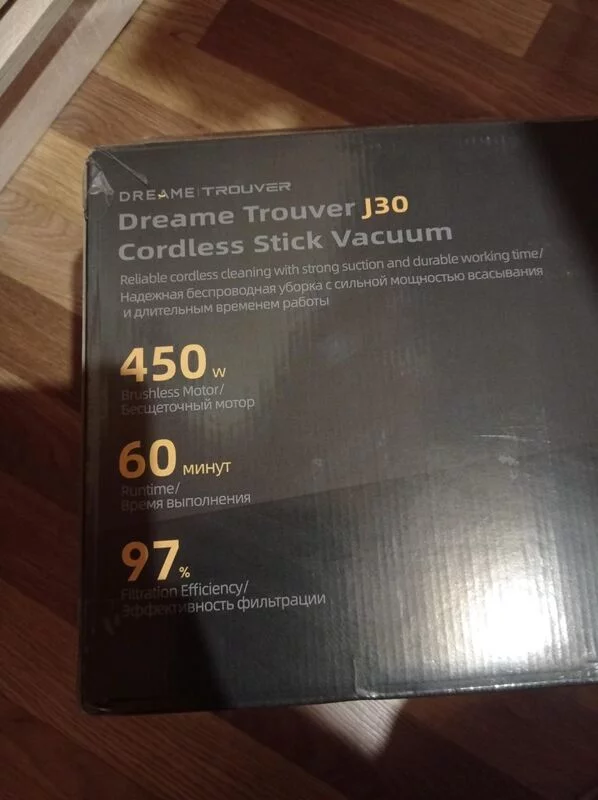 DREAME TROUVER
Dreame Trouver J30
Cordless Stick Vacuum
Reliable cordless cleaning with strong suction and durable working time/
Надежная беспроводная уборка с сильной мощностью всасывания
и длительным временем работы
450 w
Brushless Motor/
Бесщеточный мотор
60 минут
Runtime/
Время выполнения
97%
Filtration Efficiency/
Эффективность фильтрации